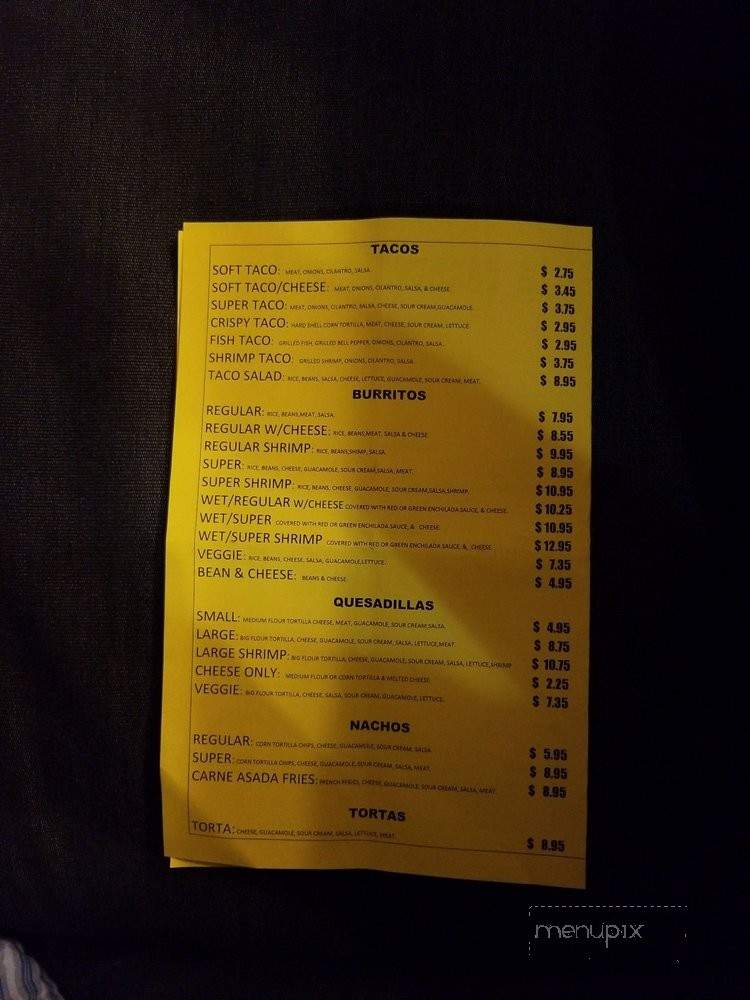 TACOS
SOFT TACO: MEAT, ONIONS, CILANTRO, SALSA. $ 2.75
SOFT TACO/CHEESE: MEAT, ONIONS, CILANTRO, SALSA, & CHEESE. $ 3.45
SUPER TACO: MEAT, ONIONS, CILANTRO, SALSA, CHEESE, SOUR CREAM,GUACAMOLE. $ 3.75
CRISPY TACO: HARD SHELL CORN TORTILLA, MEAT, CHEESE, SOUR CREAM, LETTUCE. $ 2.95
FISH TACO: GRILLED FISH, GRILLED BELL PEPPER, ONIONS, CILANTRO, SALSA. $ 2.95
SHRIMP TACO: GRILLED SHRIMP, ONIONS, CILANTRO, SALSA. $ 3.75
TACO SALAD: RICE, BEANS, SALSA, CHEESE, LETTUCE, GUACAMOLE, SOUR CREAM, MEAT. $ 8.95
BURRITOS
REGULAR: RICE, BEANS,MEAT, SALSA. $ 7.95
REGULAR W/CHEESE: RICE, BEANS,MEAT, SALSA & CHEESE $ 8.55
REGULAR SHRIMP: RICE, BEANS,SHIMP, SALSA. $ 9.95
SUPER: RICE, BEANS, CHEESE, GUACAMOLE, SOUR CREAM,SALSA, MEAT. $ 8.95
SUPER SHRIMP: RICE, BEANS, CHEESE, GUACAMOLE, SOUR CREAM,SALSA,SHRIMP. $ 10.95
WET/REGULAR W/CHEESE COVERED WITH RED OR GREEN ENCHILADA SAUCE, & CHEESE. $ 10.25
WET/SUPER COVERED WITH RED OR GREEN ENCHILADA SAUCE, & CHEESE. $ 10.95
WET/SUPER SHRIMP COVERED WITH RED OR GREEN ENCHILADA SAUCE, & CHEESE. $ 12.95
VEGGIE: RICE, BEANS, CHEESE, SALSA, GUACAMOLE,LETTUCE. $ 7.35
BEAN & CHEESE: BEANS & CHEESE. $ 4.95
QUESADILLAS
SMALL: MEDIUM FLOUR TORTILLA CHEESE, MEAT, GUACAMOLE, SOUR CREAM,SALSA. $ 4.95
LARGE: BIG FLOUR TORTILLA, CHEESE, GUACAMOLE, SOUR CREAM, SALSA, LETTUCE,MEAT. $ 8.75
LARGE SHRIMP: BIG FLOUR TORTILLA, CHEESE, GUACAMOLE, SOUR CREAM, SALSA, LETTUCE,SHRIMP $ 10.75
CHEESE ONLY: MEDIUM FLOUR OR CORN TORTILLA & MELTED CHEESE. $ 2.25
VEGGIE: BIG FLOUR TORTILLA, CHEESE, SALSA, SOUR CREAM, GUACAMOLE, LETTUCE. $ 7.35
NACHOS
REGULAR: CORN TORTILLA CHIPS, CHEESE, GUACAMOLE, SOUR CREAM, SALSA. $ 5.95
SUPER: CORN TORTILLA CHIPS, CHEESE, GUACAMOLE, SOUR CREAM, SALSA, MEAT. $ 8.95
CARNE ASADA FRIES: FRENCH FRIES, CHEESE, GUACAMOLE, SOUR CREAM, SALSA, MEAT. $ 8.95
TORTAS
TORTA: CHEESE, GUACAMOLE, SOUR CREAM, SALSA, LETTUCE, MEAT. $ 8.95
menupix